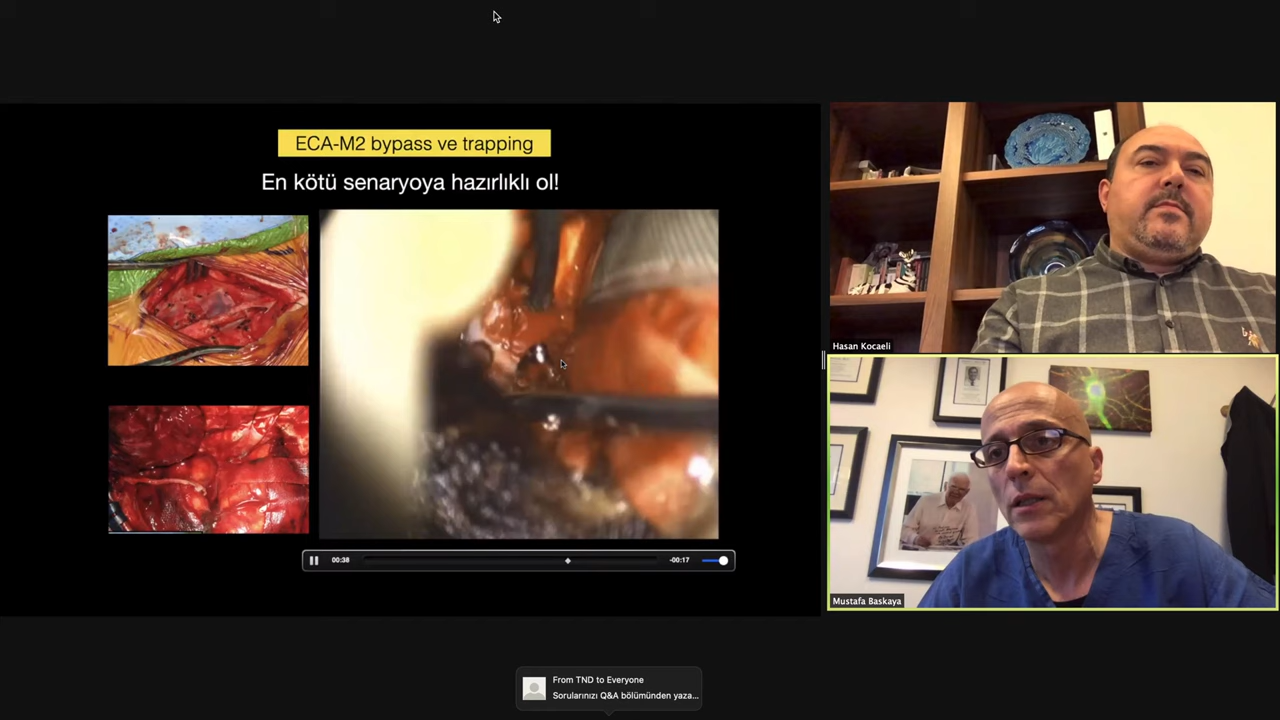 ECA-M2 bypass ve trapping
En kötü senaryoya hazırlıklı ol!
00:38
-00:17
Hasan Kocaeli
Mustafa Baskaya
From TND to Everyone
Sorularınızı Q&A bölümünden yaza...